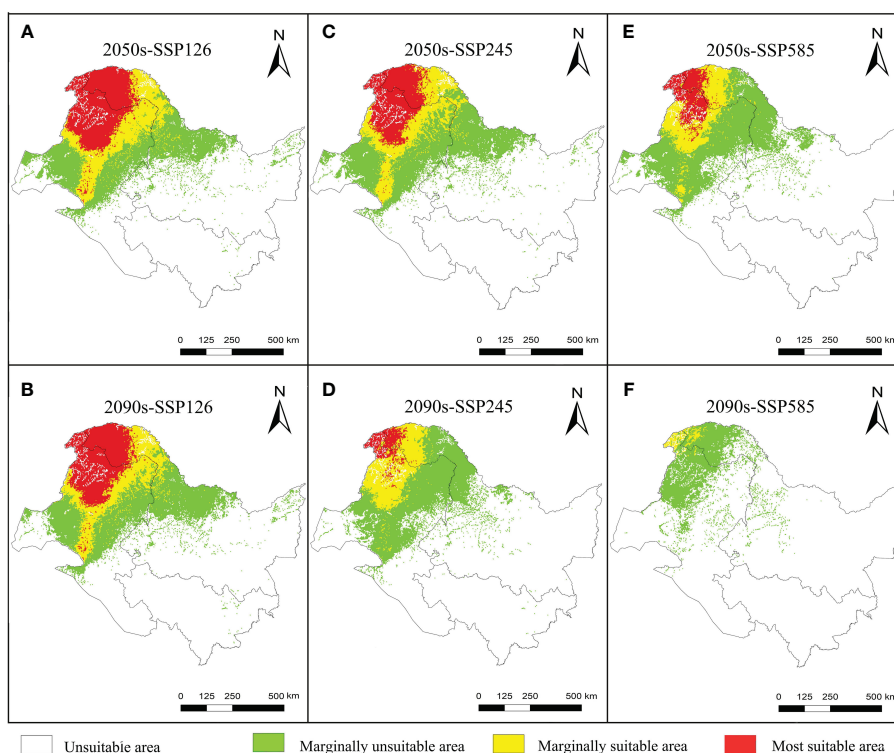 A
2050s-SSP126
N
0 125 250 500 km
C
2050s-SSP245
N
0 125 250 500 km
E
2050s-SSP585
N
0 125 250 500 km
B
2090s-SSP126
N
0 125 250 500 km
D
2090s-SSP245
N
0 125 250 500 km
F
2090s-SSP585
N
0 125 250 500 km
Unsuitabie area Marginally unsuitable area Marginally suitable area Most suitable area